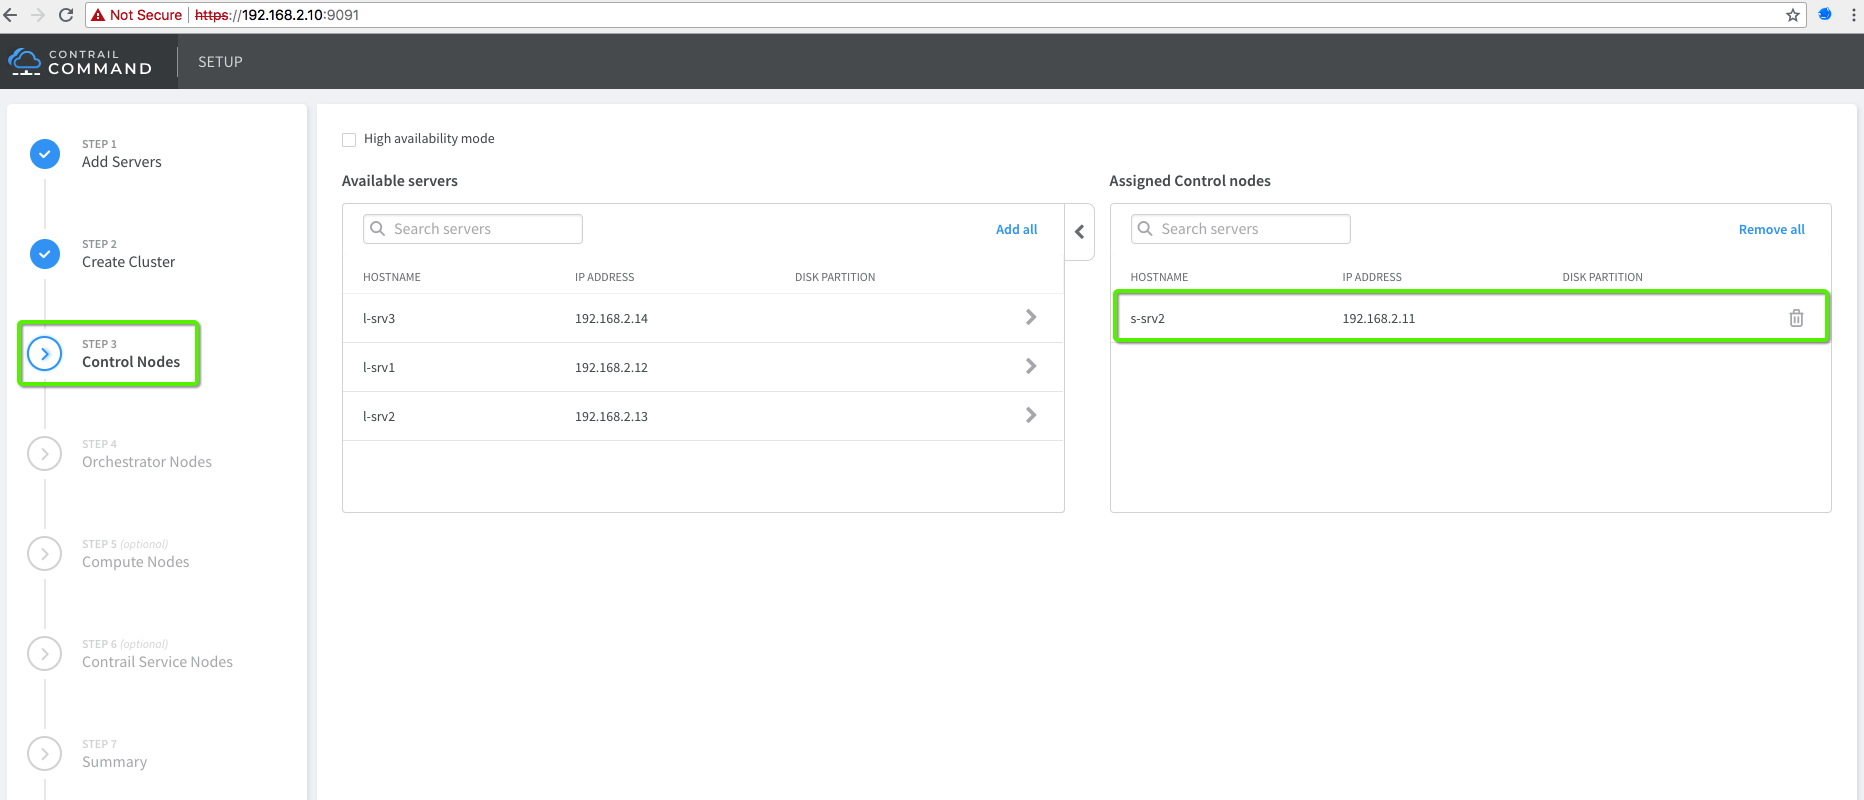 Not Secure | https://192.168.2.10:9091
CONTRAIL
COMMAND
SETUP
STEP 1
Add Servers
STEP 2
Create Cluster
STEP 3
Control Nodes
STEP 4
Orchestrator Nodes
STEP 5 (optional)
Compute Nodes
STEP 6 (optional)
Contrail Service Nodes
STEP 7
Summary
High availability mode
Available servers
Search servers Add all
HOSTNAME IP ADDRESS DISK PARTITION
l-srv3 192.168.2.14
l-srv1 192.168.2.12
l-srv2 192.168.2.13
Assigned Control nodes
Search servers Remove all
HOSTNAME IP ADDRESS DISK PARTITION
s-srv2 192.168.2.11